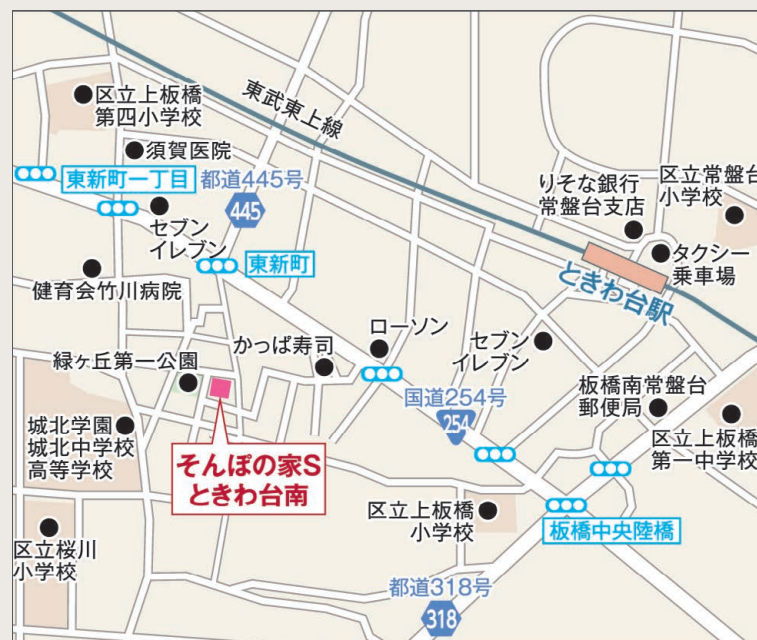 区立上板橋
第四小学校
東武東上線
須賀医院
東新町一丁目
都道445号
445
セブン
イレブン
東新町
健育会竹川病院
りそな銀行
常盤台支店
区立常盤台
小学校
タクシー
乗車場
ときわ台駅
緑ヶ丘第一公園
かっぱ寿司
ローソン
セブン
イレブン
国道254号
254
板橋南常盤台
郵便局
区立上板橋
第一中学校
城北学園
城北中学校
高等学校
そんぽの家S
ときわ台南
区立上板橋
小学校
板橋中央陸橋
区立桜川
小学校
都道318号
318